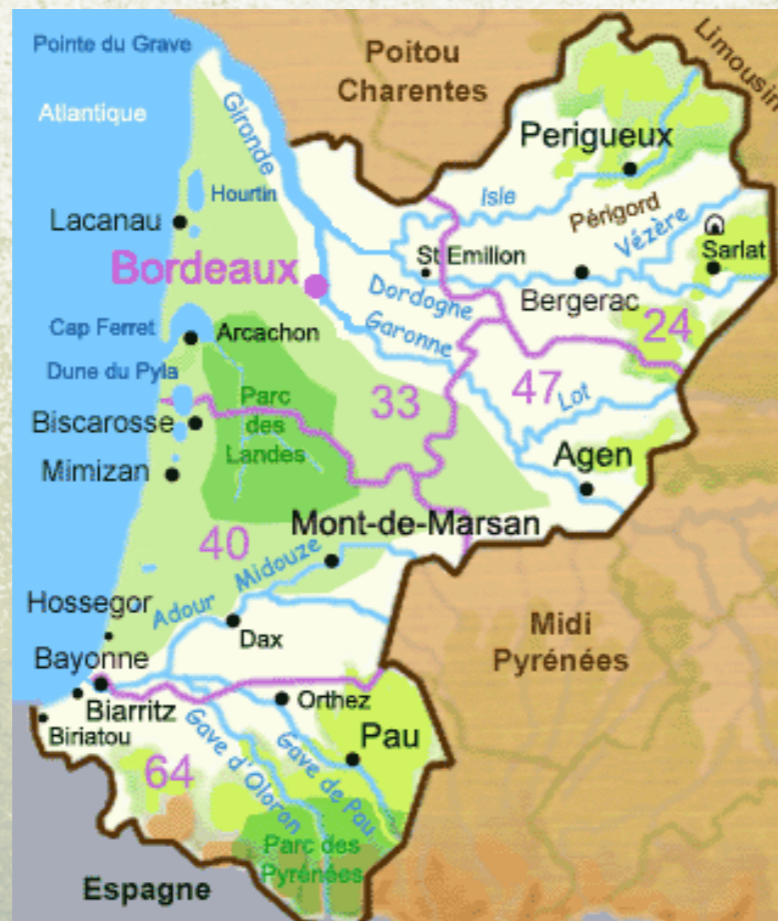 Pointe du Grave
Poitou
Charentes
Limousin
Atlantique
Gironde
Hourtin
Perigueux
Isle
Périgord
Vézère
Lacanau
Sarlat
St Emilion
Bordeaux
Dordoghe
Bergerac
Cap Ferret
Arcachon
Garonne
24
Dune du Pyla
47
Parc
des
Landes
33
Lot
Biscarosse
Mimizan
Agen
40
Mont-de-Marsan
Midouze
Adour
Hossegor
Dax
Midi
Pyrénées
Bayonne
Biarritz
Orthez
Biriatou
Pau
64
Gave d'Oloron
Gave de Pau
Parc des
Pyrénées
Espagne